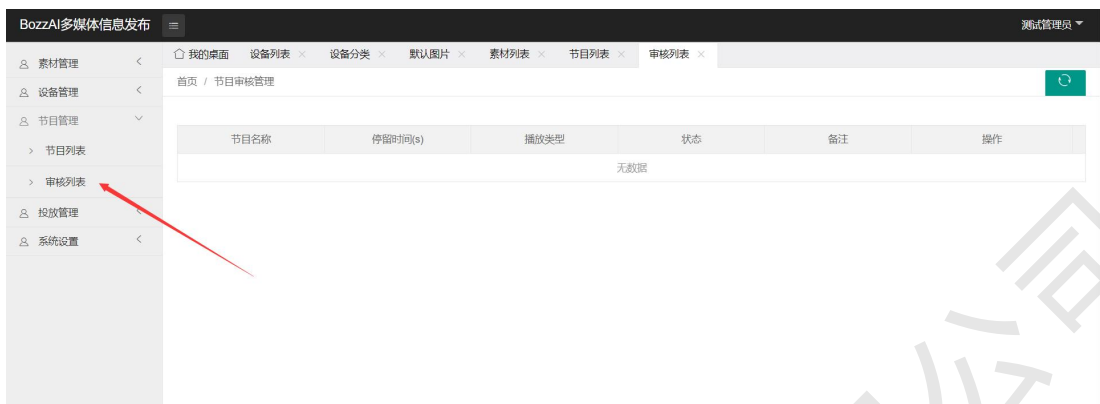 BozzAI多媒体信息发布
测试管理员
素材管理
设备管理
节目管理
节目列表
审核列表
投放管理
系统设置
我的桌面 设备列表 设备分类 默认图片 素材列表 节目列表 审核列表
首页 / 节目审核管理
节目名称 停留时间(s) 播放类型 状态 备注 操作
无数据
公司